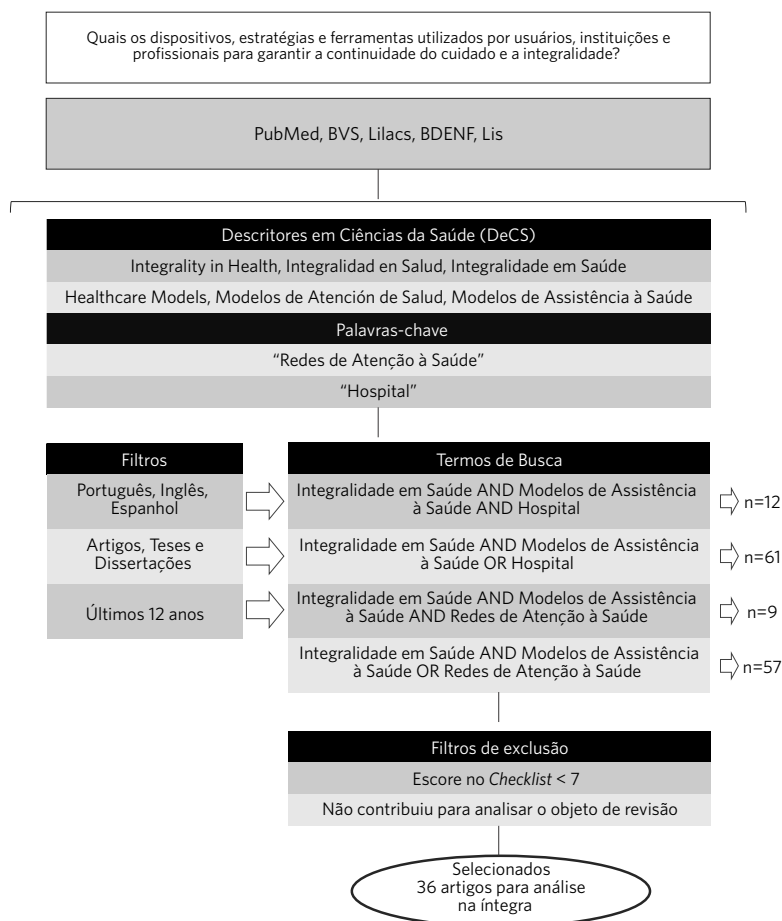 Quais os dispositivos, estratégias e ferramentas utilizados por usuários, instituições e
profissionais para garantir a continuidade do cuidado e a integralidade?
PubMed, BVS, Lilacs, BDENF, Lis
Descritores em Ciências da Saúde (DeCS)
Integrality in Health, Integralidad en Salud, Integralidade em Saúde
Healthcare Models, Modelos de Atención de Salud, Modelos de Assistência à Saúde
Palavras-chave
“Redes de Atenção à Saúde”
“Hospital”
Filtros
Português, Inglês,
Espanhol
Artigos, Teses e
Dissertações
Últimos 12 anos
Termos de Busca
Integralidade em Saúde AND Modelos de Assistência
à Saúde AND Hospital
n=12
Integralidade em Saúde AND Modelos de Assistência
à Saúde OR Hospital
n=61
Integralidade em Saúde AND Modelos de Assistência
à Saúde AND Redes de Atenção à Saúde
n=9
Integralidade em Saúde AND Modelos de Assistência
à Saúde OR Redes de Atenção à Saúde
n=57
Filtros de exclusão
Escore no Checklist < 7
Não contribuiu para analisar o objeto de revisão
Selecionados
36 artigos para análise
na íntegra